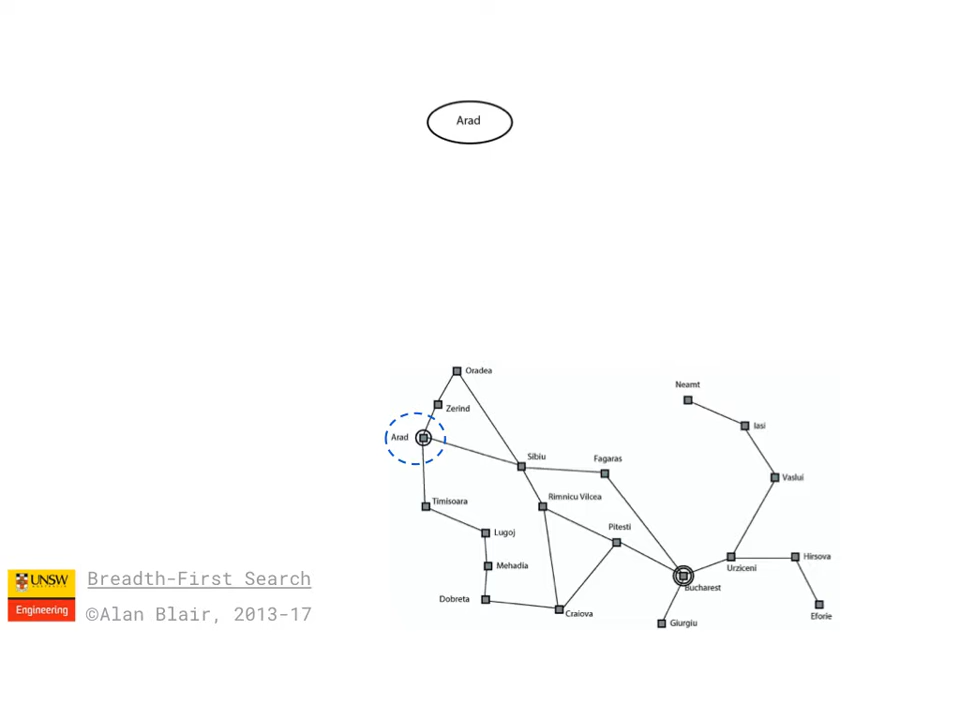 Arad
Oradea
Neamt
Zerind
Iasi
Arad
Sibiu
Fagaras
Vaslui
Rimnicu Vilcea
Timisoara
Pitesti
Lugoj
Hirsova
Mehadia
Urziceni
Bucharest
Dobreta
Craiova
Eforie
Giurgiu
UNSW
Engineering
Breadth-First Search
©Alan Blair, 2013-17